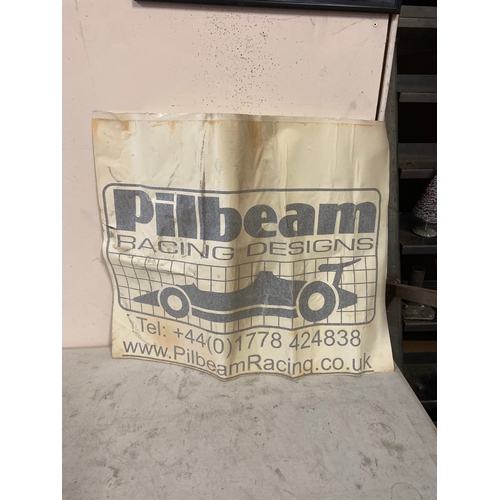 Pilbeam
RACING DESIGNS
Tel: +44(0)1778 424838
www.PilbeamRacing.co.uk